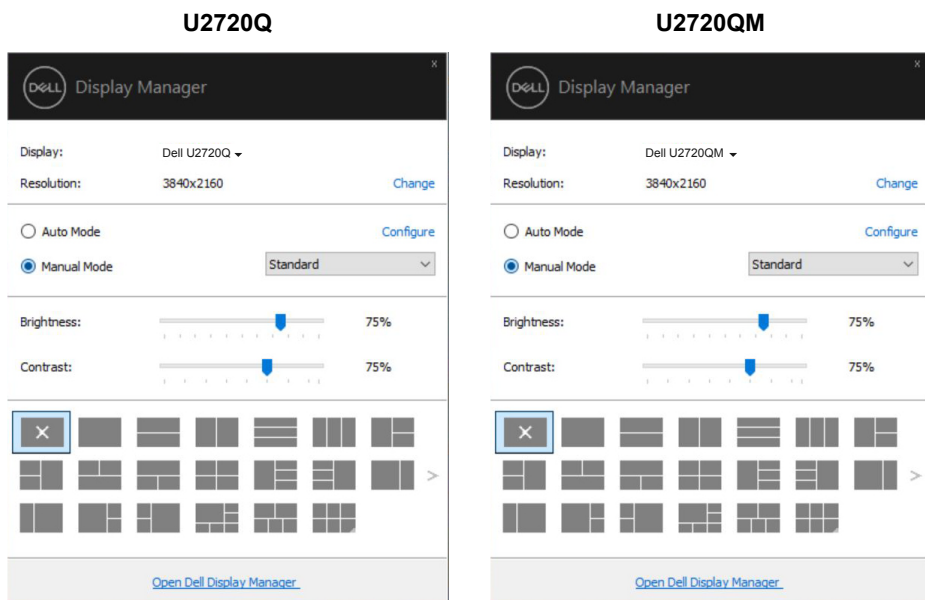 U2720Q
x
DELL Display Manager
Display: Dell U2720Q
Resolution: 3840x2160 Change
Auto Mode Configure
Manual Mode Standard
Brightness: 75%
Contrast: 75%
Open Dell Display Manager
U2720QM
x
DELL Display Manager
Display: Dell U2720QM
Resolution: 3840x2160 Change
Auto Mode Configure
Manual Mode Standard
Brightness: 75%
Contrast: 75%
Open Dell Display Manager